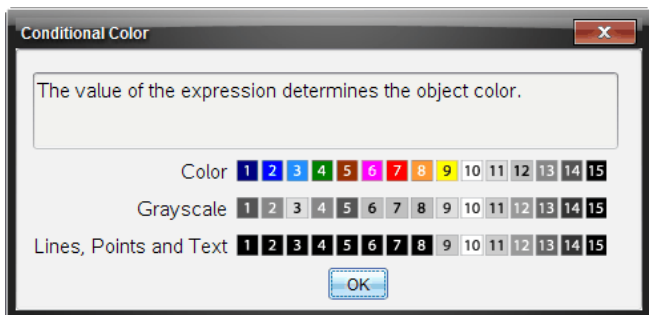 Conditional Color
The value of the expression determines the object color.
Color 1 2 3 4 5 6 7 8 9 10 11 12 13 14 15
Grayscale 1 2 3 4 5 6 7 8 9 10 11 12 13 14 15
Lines, Points and Text 1 2 3 4 5 6 7 8 9 10 11 12 13 14 15
OK